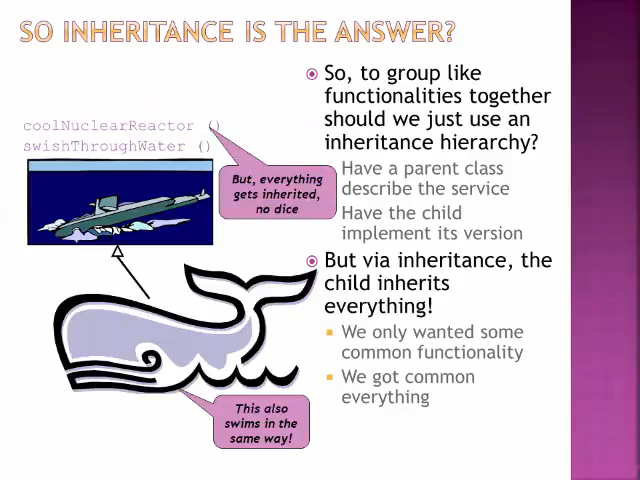 SO INHERITANCE IS THE ANSWER?
coolNuclearReactor ()
swishThroughWater ()
But, everything
gets inherited,
no dice
This also
swims in the
same way!
So, to group like
functionalities together
should we just use an
inheritance hierarchy?
Have a parent class
describe the service
Have the child
implement its version
But via inheritance, the
child inherits
everything!
We only wanted some
common functionality
We got common
everything